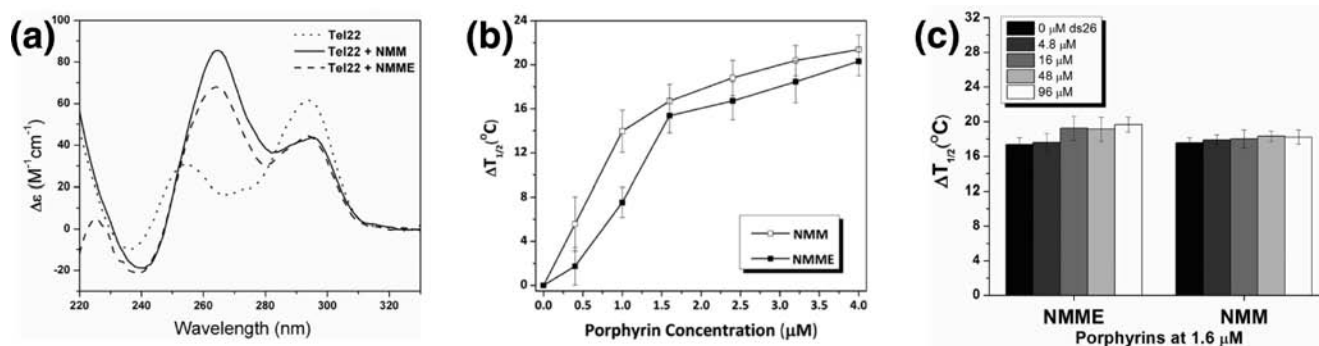 (a)
Tel22
Tel22 + NMM
Tel22 + NMME
100
80
60
40
20
0
-20
Δε (M⁻¹cm⁻¹)
220 240 260 280 300 320
Wavelength (nm)
(b)
24
20
16
12
8
4
0
ΔT1/2(°C)
NMM
NMME
0.0 0.5 1.0 1.5 2.0 2.5 3.0 3.5 4.0
Porphyrin Concentration (μM)
(c)
0 μM ds26
4.8 μM
16 μM
48 μM
96 μM
32
28
24
20
16
12
8
4
0
ΔT1/2(°C)
NMME NMM
Porphyrins at 1.6 μM